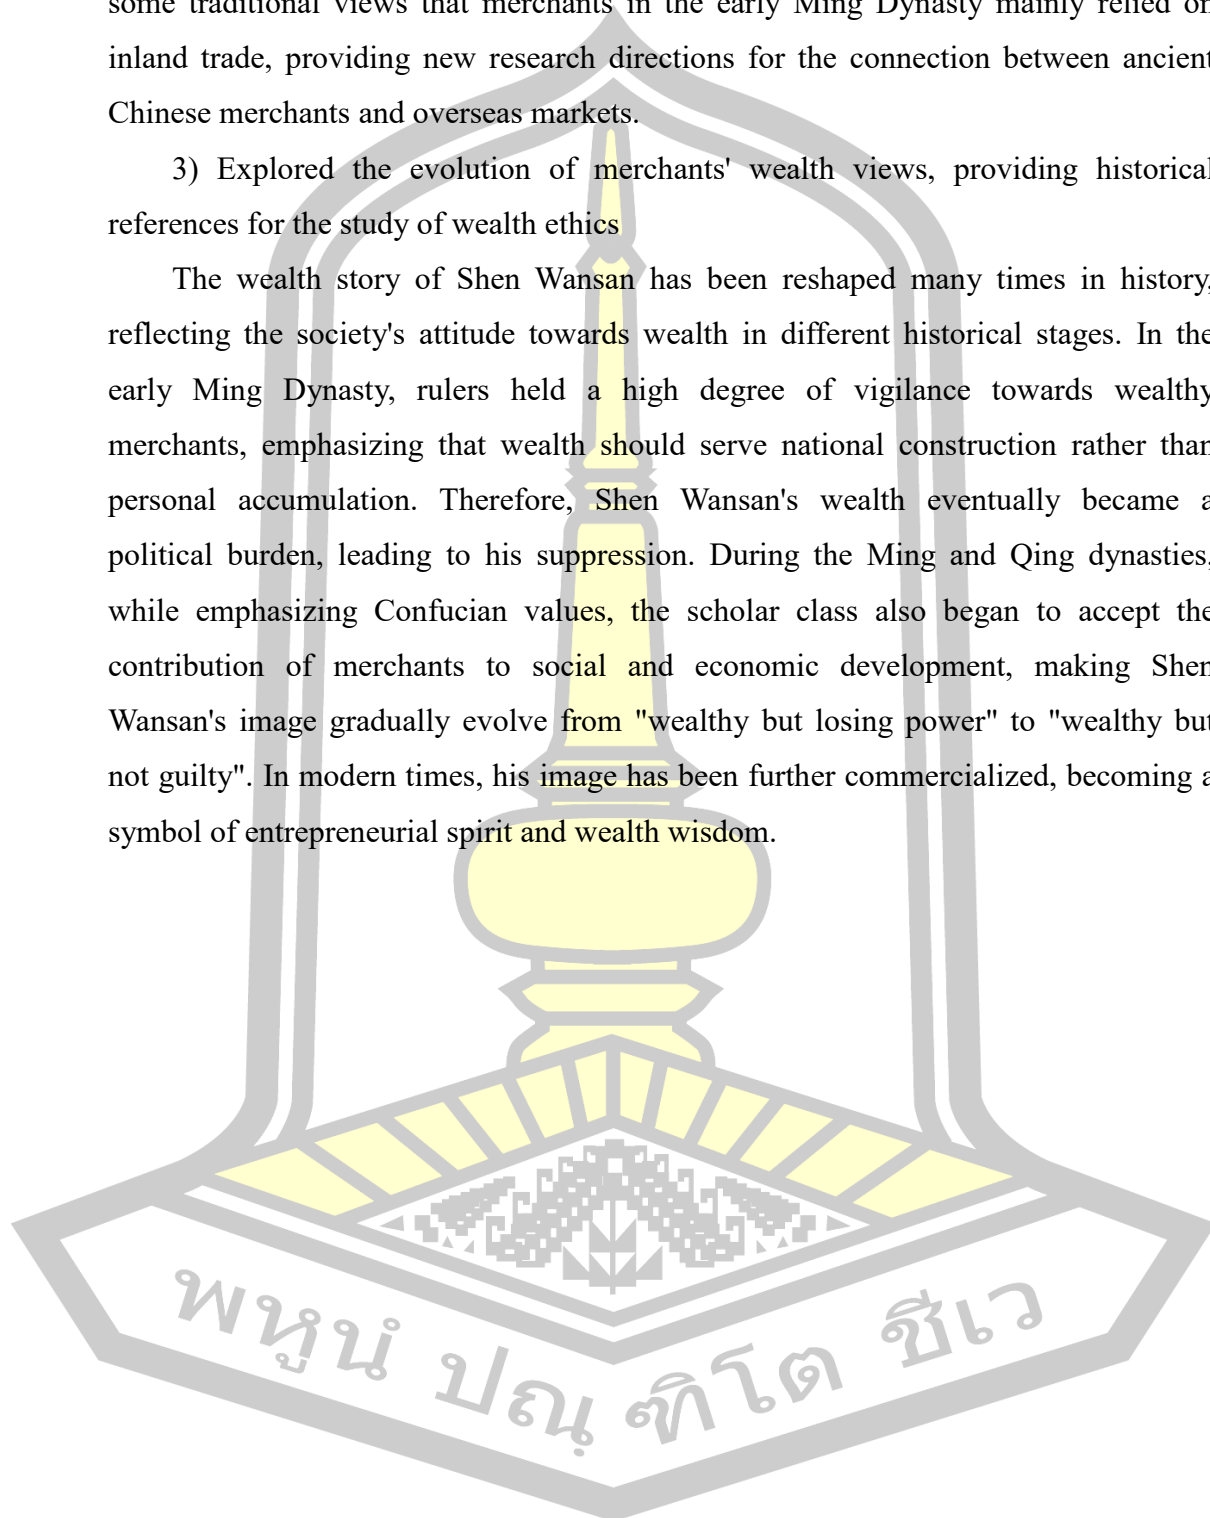 some traditional views that merchants in the early Ming Dynasty mainly relied on
inland trade, providing new research directions for the connection between ancient
Chinese merchants and overseas markets.
3) Explored the evolution of merchants' wealth views, providing historical
references for the study of wealth ethics
The wealth story of Shen Wansan has been reshaped many times in history,
reflecting the society's attitude towards wealth in different historical stages. In the
early Ming Dynasty, rulers held a high degree of vigilance towards wealthy
merchants, emphasizing that wealth should serve national construction rather than
personal accumulation. Therefore, Shen Wansan's wealth eventually became a
political burden, leading to his suppression. During the Ming and Qing dynasties,
while emphasizing Confucian values, the scholar class also began to accept the
contribution of merchants to social and economic development, making Shen
Wansan's image gradually evolve from "wealthy but losing power" to "wealthy but
not guilty". In modern times, his image has been further commercialized, becoming a
symbol of entrepreneurial spirit and wealth wisdom.
พหูนํ ปณฺฑิโต ชีเว